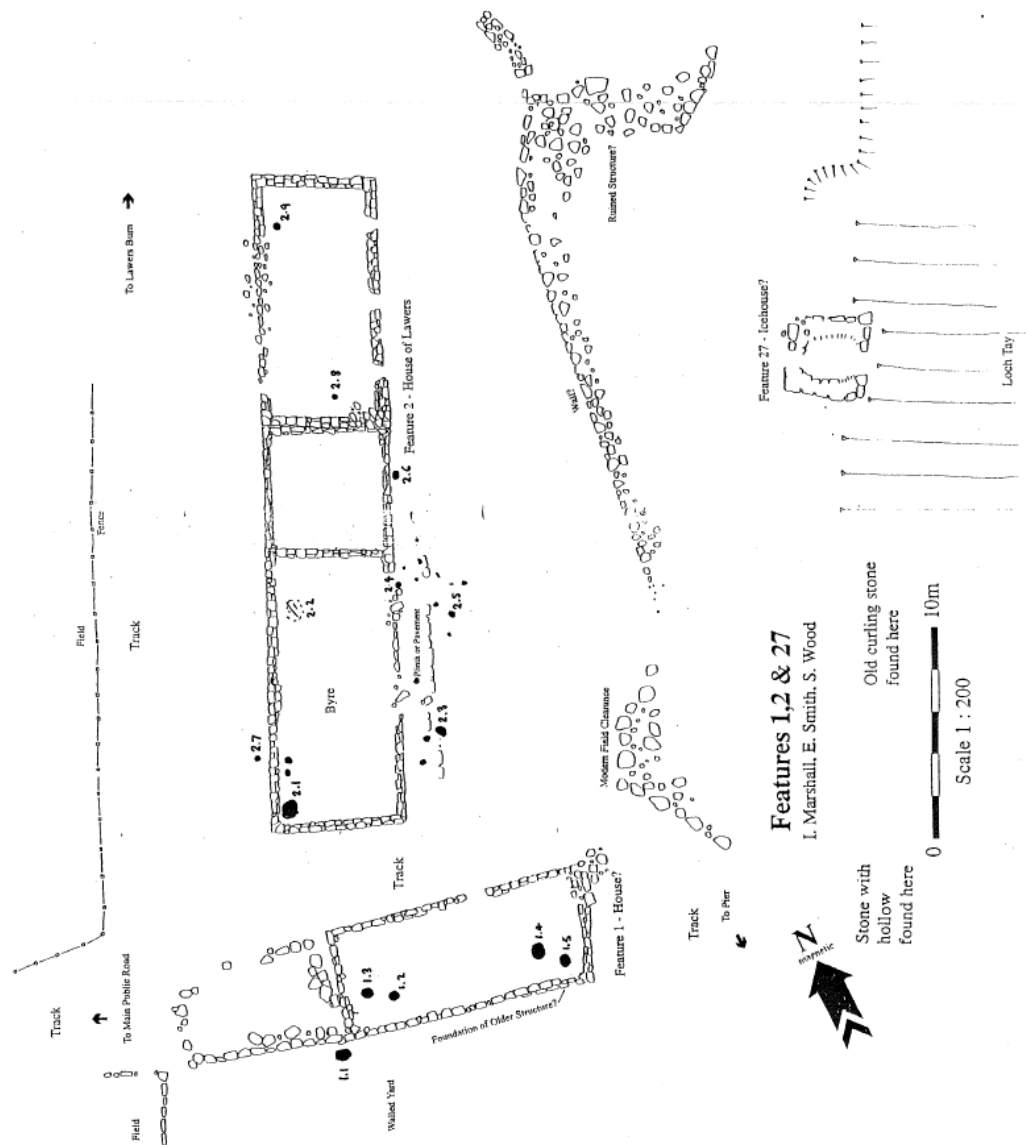 To Lawers Burn
Field
Fence
Track
2.9
2.8
Feature 2 - House of Lawers
2.6
2.2
2.4
2.5
Byre
Plinth or Pavement
2.3
2.7
2.1
Ruined Structure?
Wall?
Feature 27 - Icehouse?
Loch Tay
Modern Field Clearance
Track
Track
To Main Public Road
Field
Walled Yard
1.1
1.3
1.2
1.4
1.5
Feature 1 - House?
Foundation of Older Structure?
Track
To Pier
Features 1,2 & 27
I. Marshall, E. Smith, S. Wood
Stone with
hollow
found here
Old curling stone
found here
N
magnetic
0
10m
Scale 1 : 200